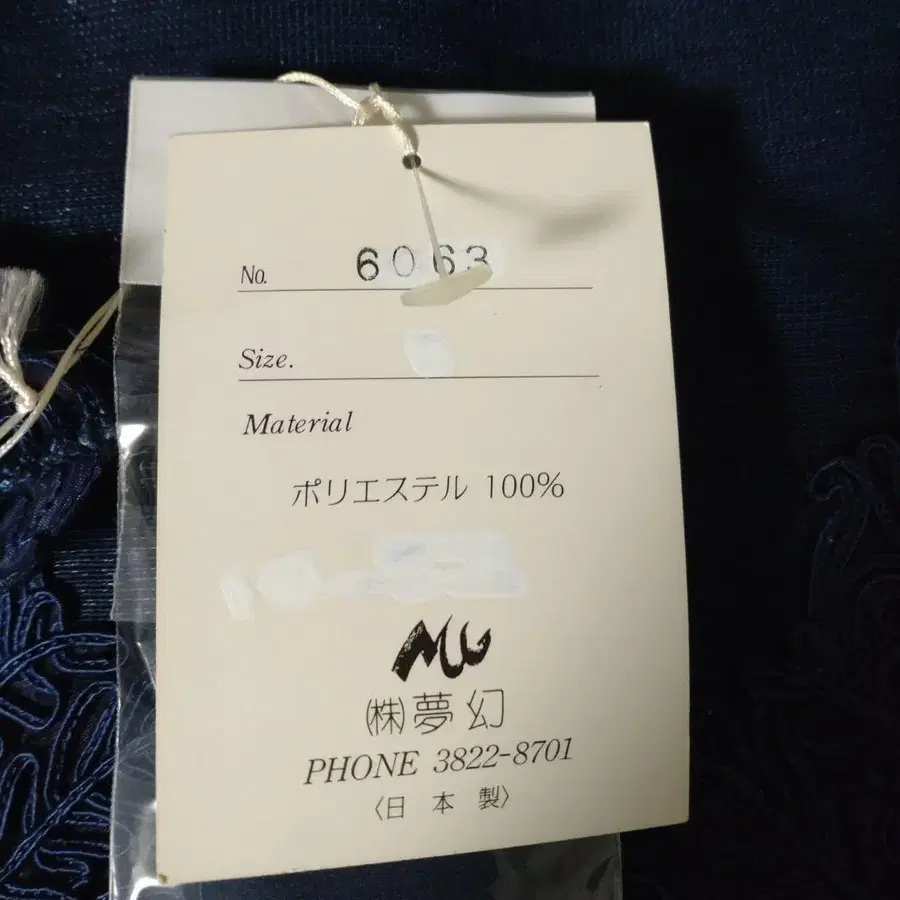 No. 6063
Size.
Material
ポリエステル 100%
㈱夢幻
PHONE 3822-8701
〈日本製〉